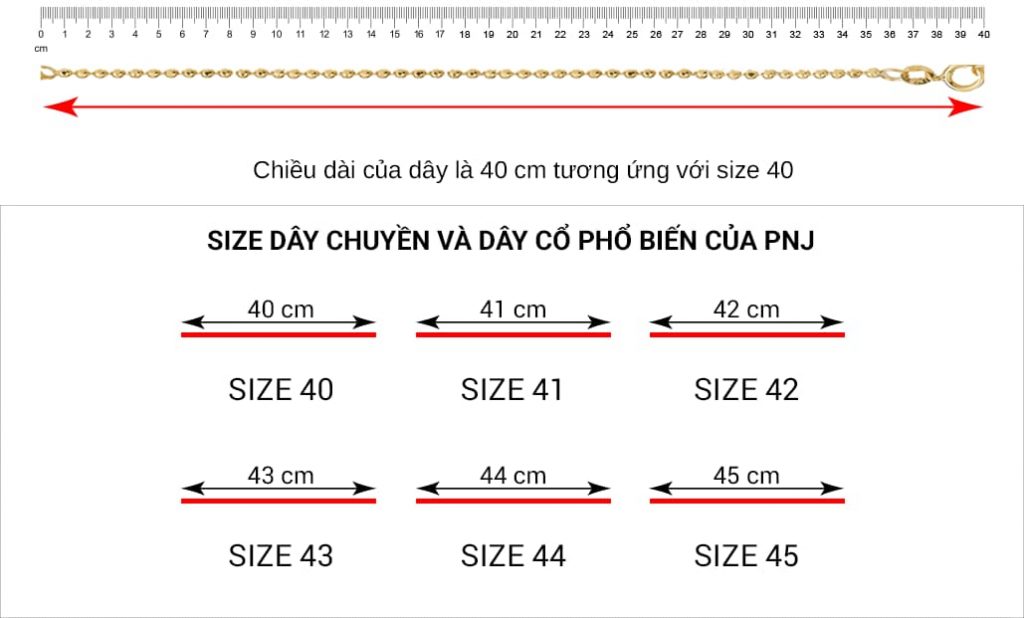 0 1 2 3 4 5 6 7 8 9 10 11 12 13 14 15 16 17 18 19 20 21 22 23 24 25 26 27 28 29 30 31 32 33 34 35 36 37 38 39 40
cm
Chiều dài của dây là 40 cm tương ứng với size 40
SIZE DÂY CHUYỀN VÀ DÂY CỔ PHỔ BIẾN CỦA PNJ
40 cm 41 cm 42 cm
SIZE 40 SIZE 41 SIZE 42
43 cm 44 cm 45 cm
SIZE 43 SIZE 44 SIZE 45